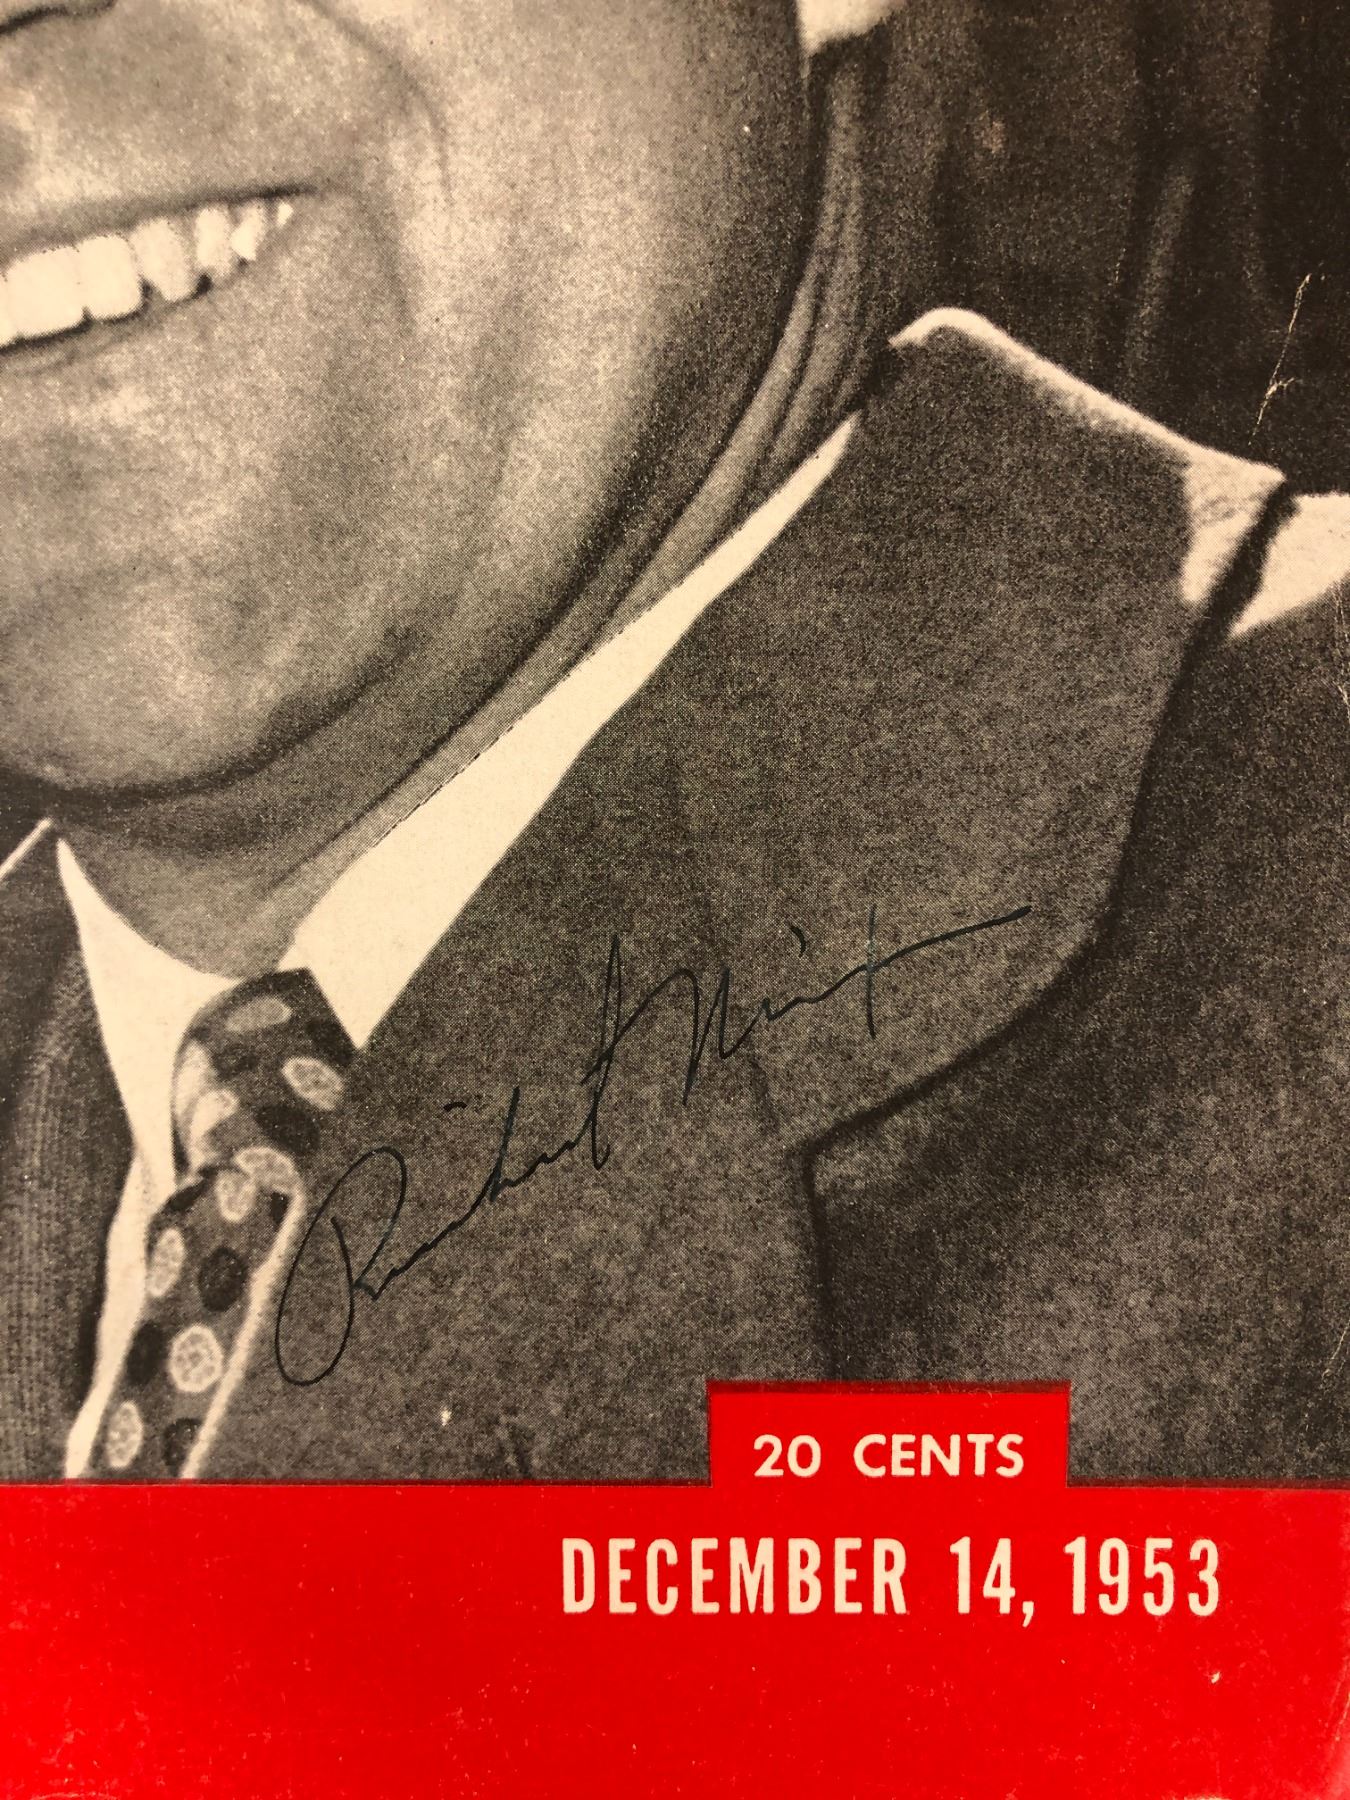 Richard Nixon
20 CENTS
DECEMBER 14, 1953